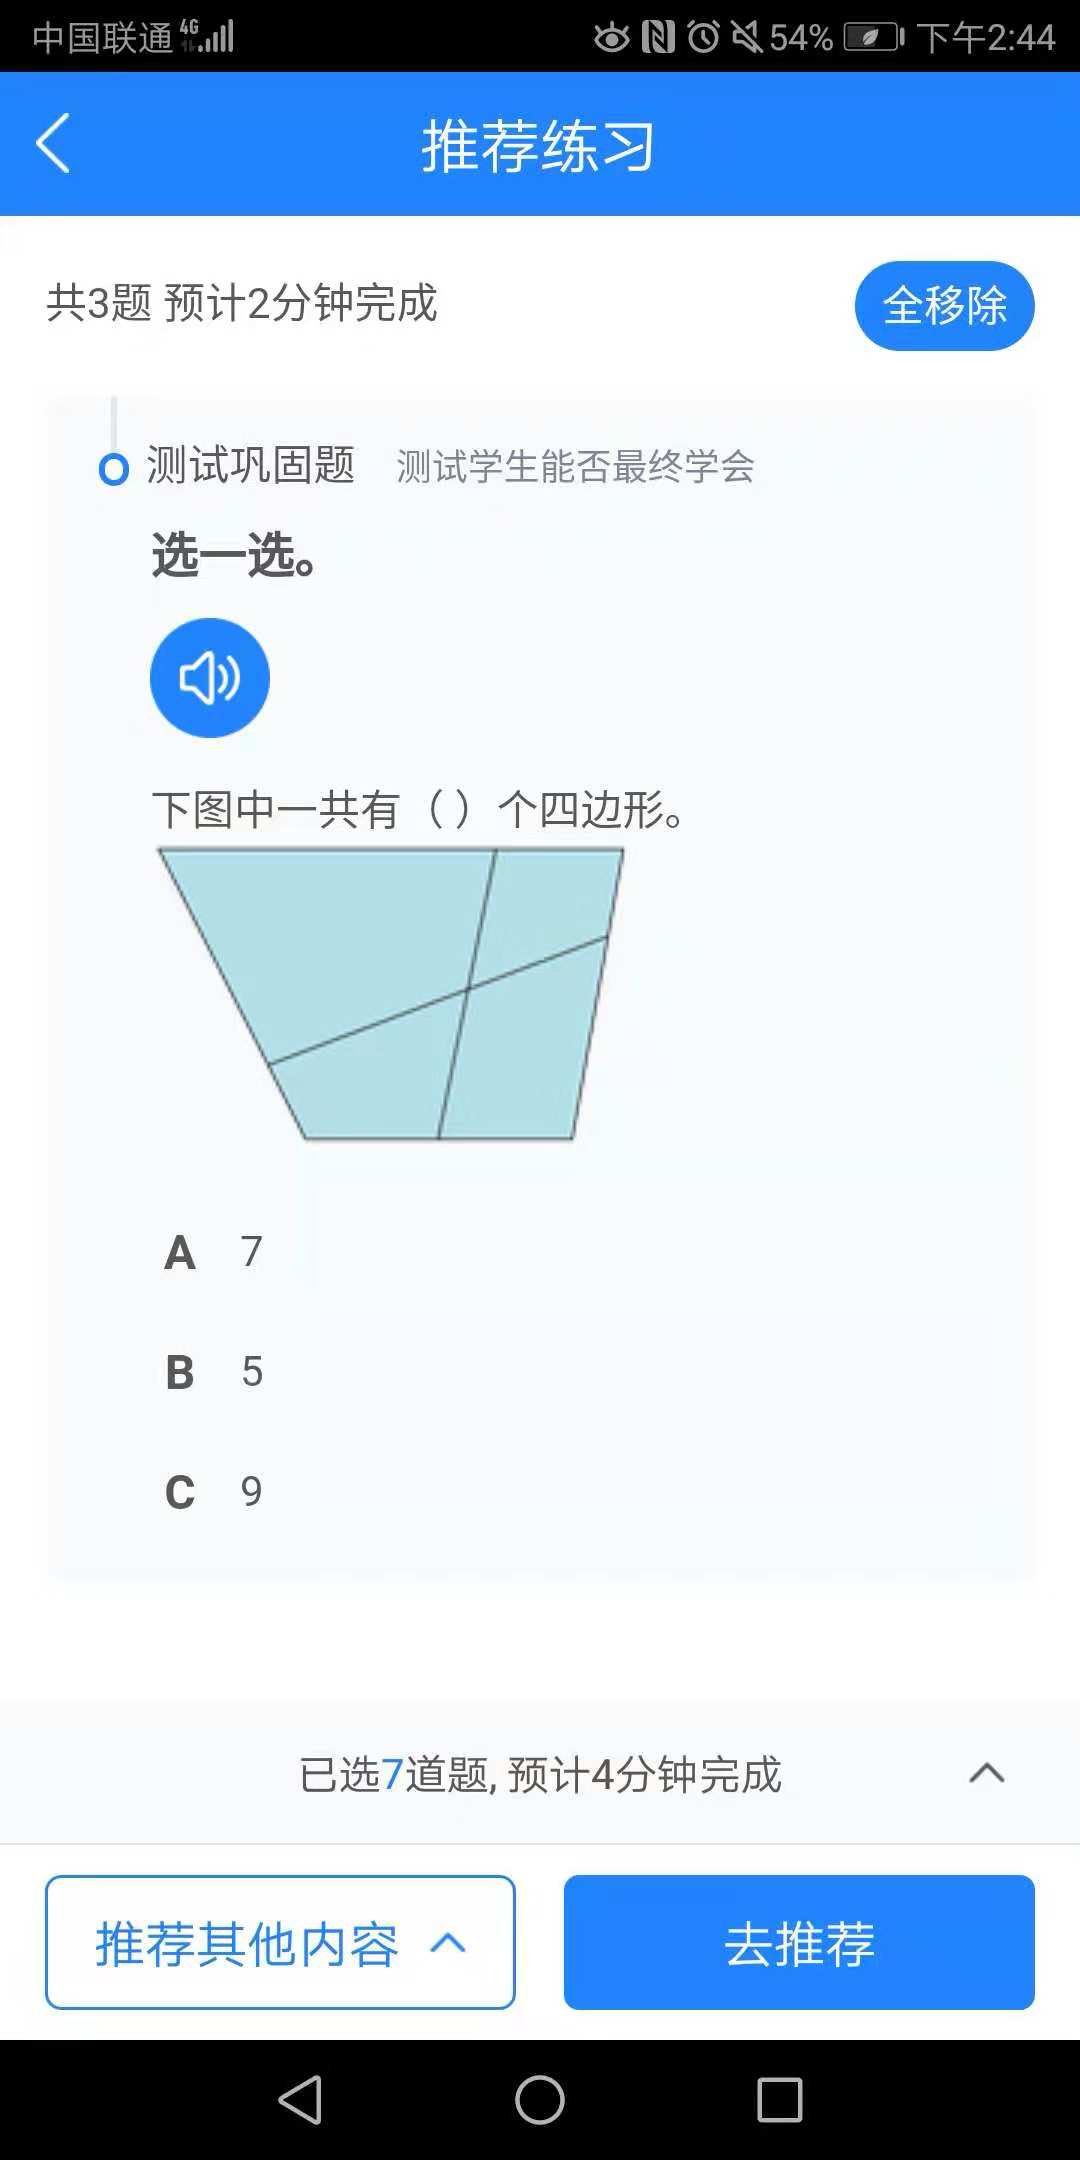 中国联通 4G 54% 下午2:44
推荐练习
共3题 预计2分钟完成 全移除
测试巩固题 测试学生能否最终学会
选一选。
下图中一共有（ ）个四边形。
A 7
B 5
C 9
已选7道题, 预计4分钟完成
推荐其他内容 去推荐